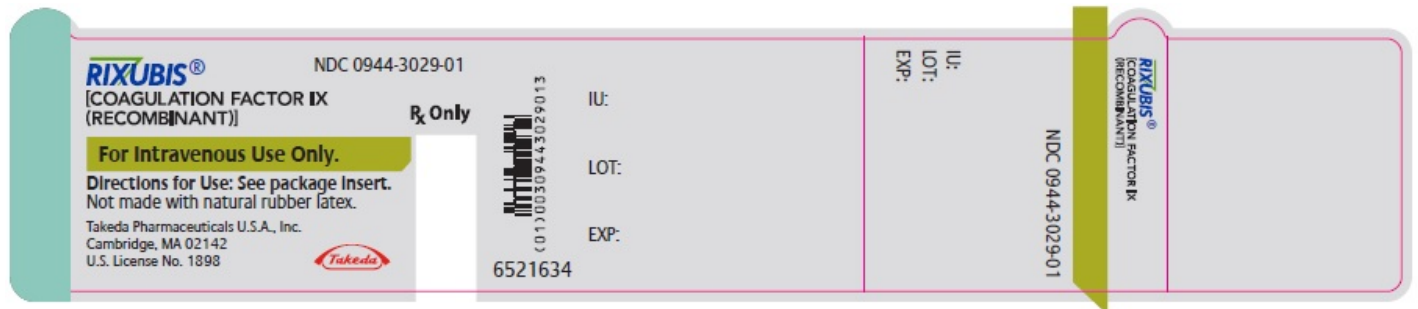 RIXUBIS®
NDC 0944-3029-01
[COAGULATION FACTOR IX
(RECOMBINANT)]
Rx Only
For Intravenous Use Only.
Directions for Use: See package insert.
Not made with natural rubber latex.
Takeda Pharmaceuticals U.S.A., Inc.
Cambridge, MA 02142
U.S. License No. 1898
Takeda
(01)00309443029013
6521634
IU:
LOT:
EXP:
IU:
LOT:
EXP:
NDC 0944-3029-01
RIXUBIS®
[COAGULATION FACTOR IX
(RECOMBINANT)]